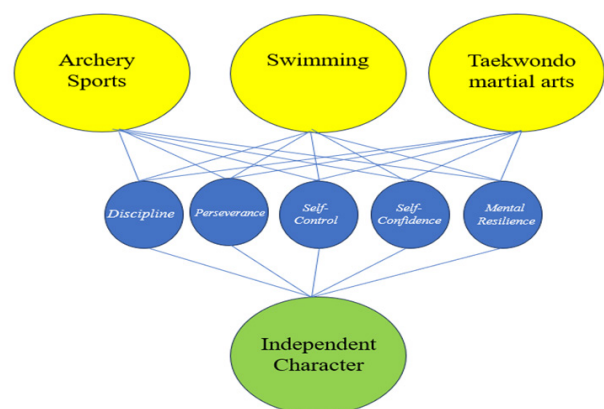 Archery
Sports
Swimming
Taekwondo
martial arts
Discipline
Perseverance
Self-
Control
Self-
Confidence
Mental
Resilience
Independent
Character